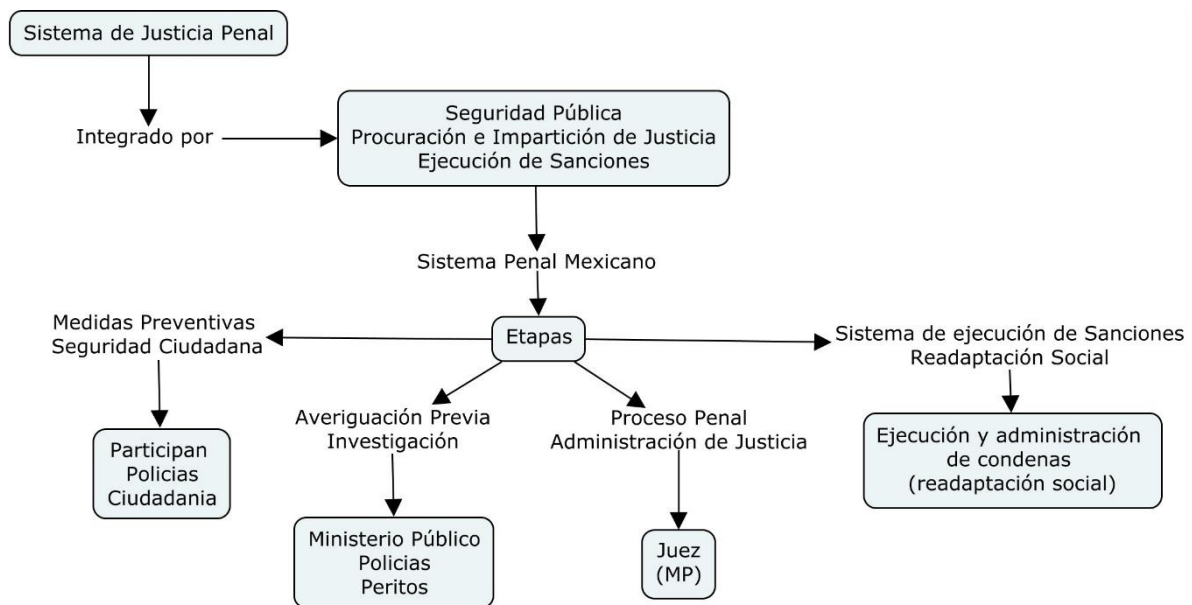 Sistema de Justicia Penal
Integrado por
Seguridad Pública
Procuración e Impartición de Justicia
Ejecución de Sanciones
Sistema Penal Mexicano
Etapas
Medidas Preventivas
Seguridad Ciudadana
Participan
Policias
Ciudadania
Averiguación Previa
Investigación
Ministerio Público
Policias
Peritos
Proceso Penal
Administración de Justicia
Juez
(MP)
Sistema de ejecución de Sanciones
Readaptación Social
Ejecución y administración
de condenas
(readaptación social)